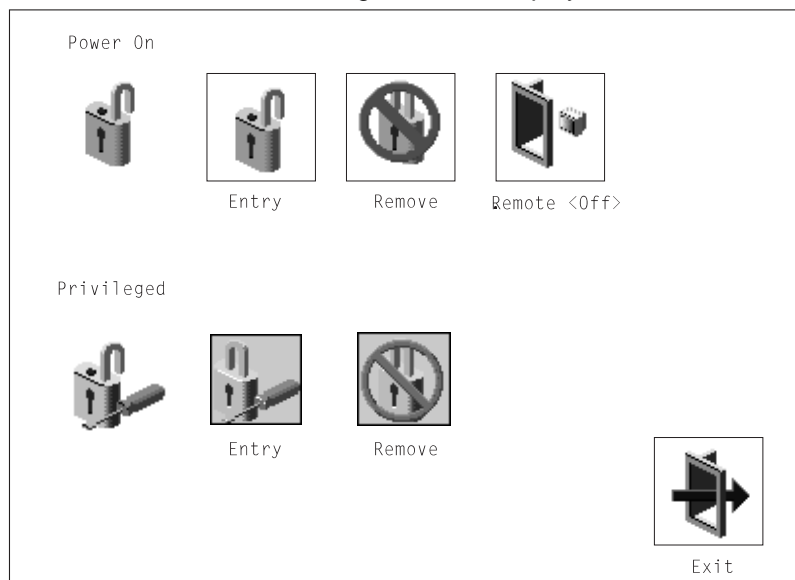 Power On
Entry
Remove
Remote <Off>
Privileged
Entry
Remove
Exit